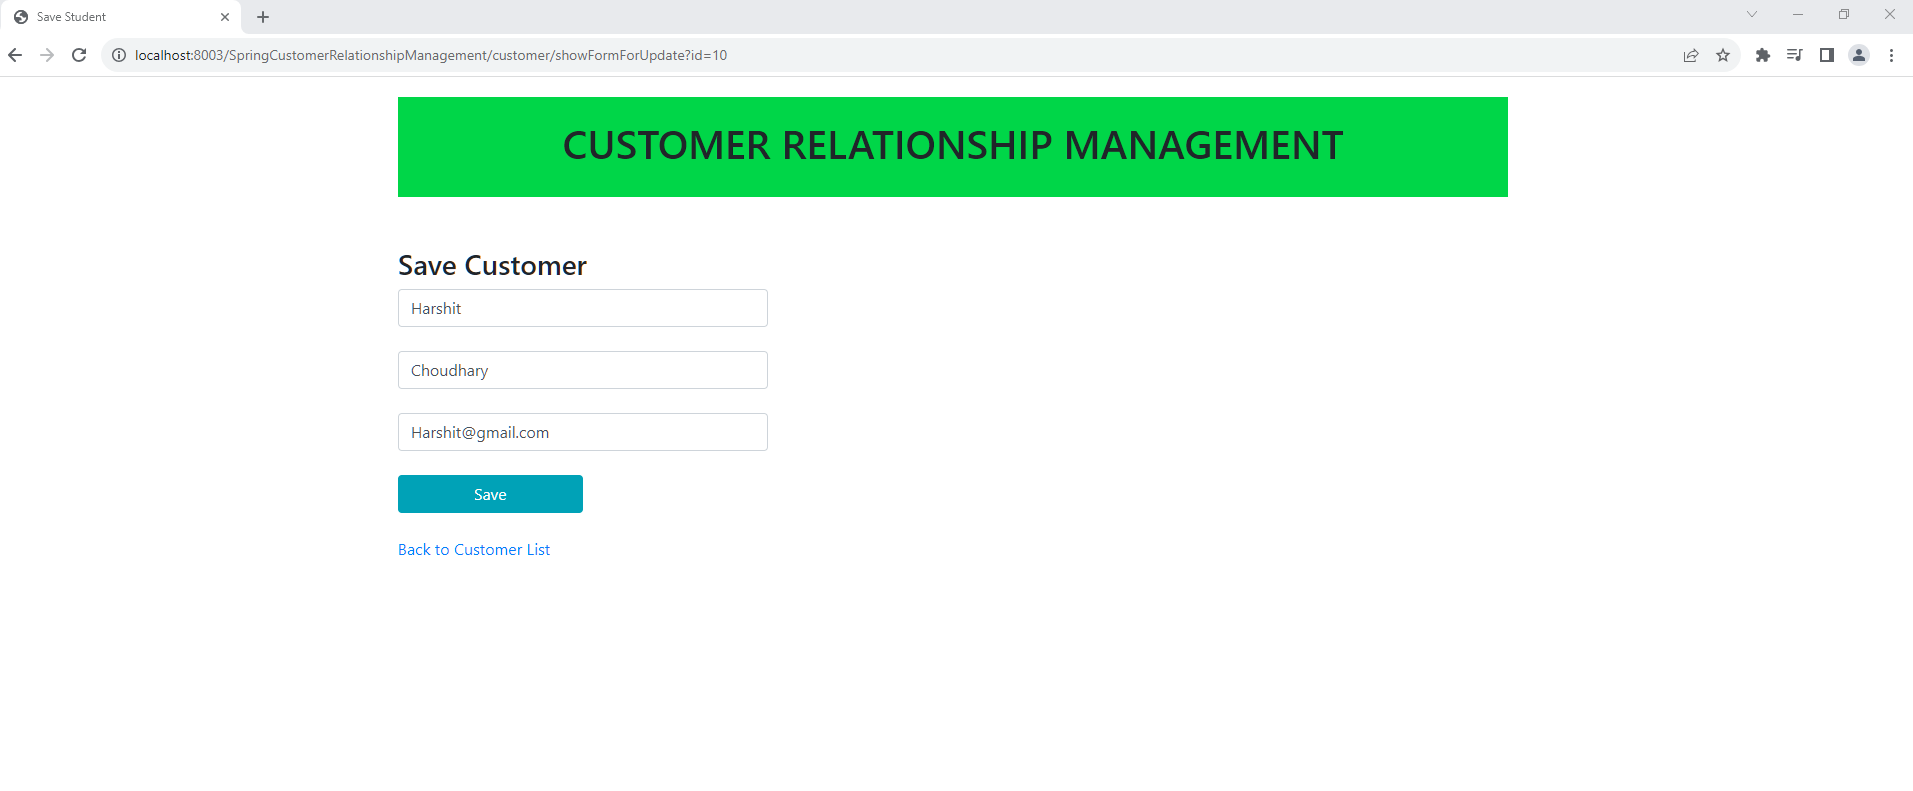 Save Student
localhost:8003/SpringCustomerRelationshipManagement/customer/showFormForUpdate?id=10
CUSTOMER RELATIONSHIP MANAGEMENT
Save Customer
Harshit
Choudhary
Harshit@gmail.com
Save
Back to Customer List